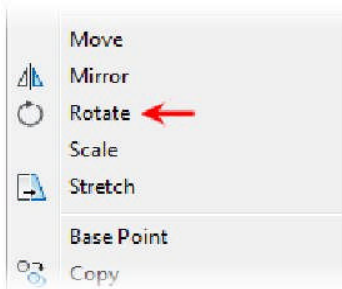 Move
Mirror
Rotate
Scale
Stretch
Base Point
Copy